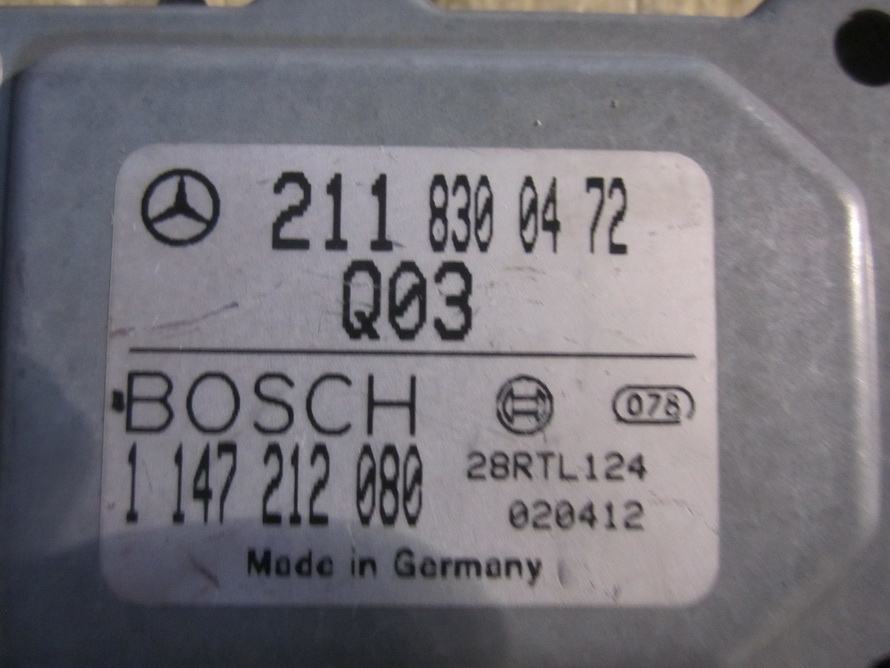 211 830 04 72
Q03
BOSCH 078
1 147 212 080 28RTL124
020412
Made in Germany